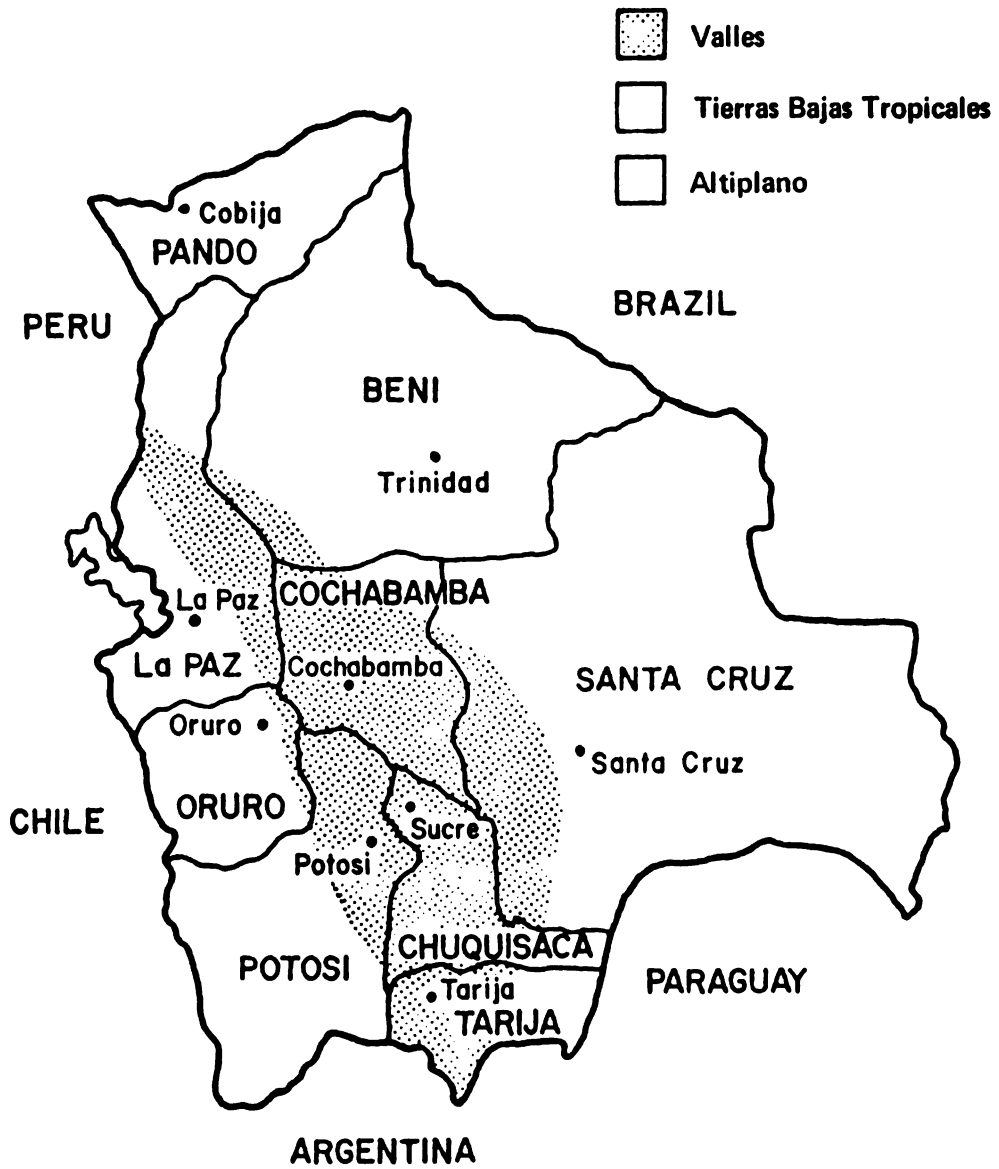 Valles
Tierras Bajas Tropicales
Altiplano
Cobija
PANDO
BRAZIL
PERU
BENI
Trinidad
COCHABAMBA
La Paz
La PAZ
Cochabamba
SANTA CRUZ
Oruro
Santa Cruz
ORURO
CHILE
Sucre
Potosi
CHUQUISACA
POTOSI
PARAGUAY
Tarija
TARIJA
ARGENTINA